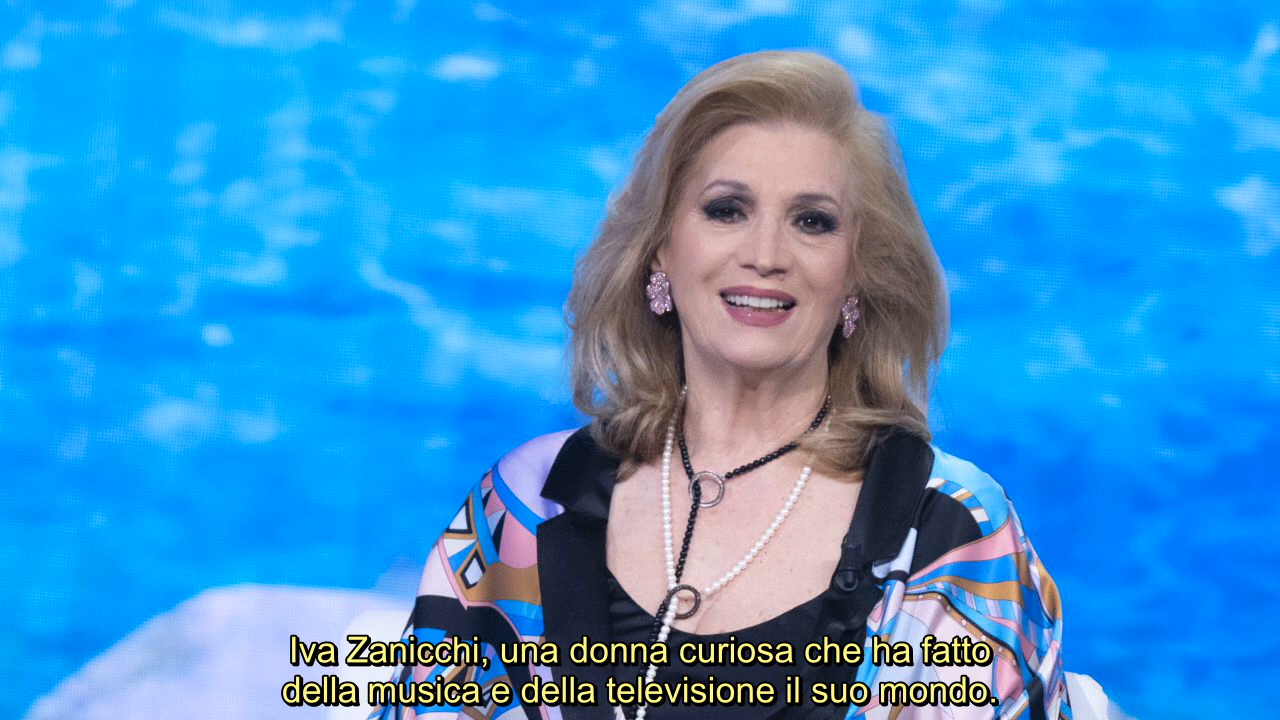 Iva Zanicchi, una donna curiosa che ha fatto
della musica e della televisione il suo mondo.